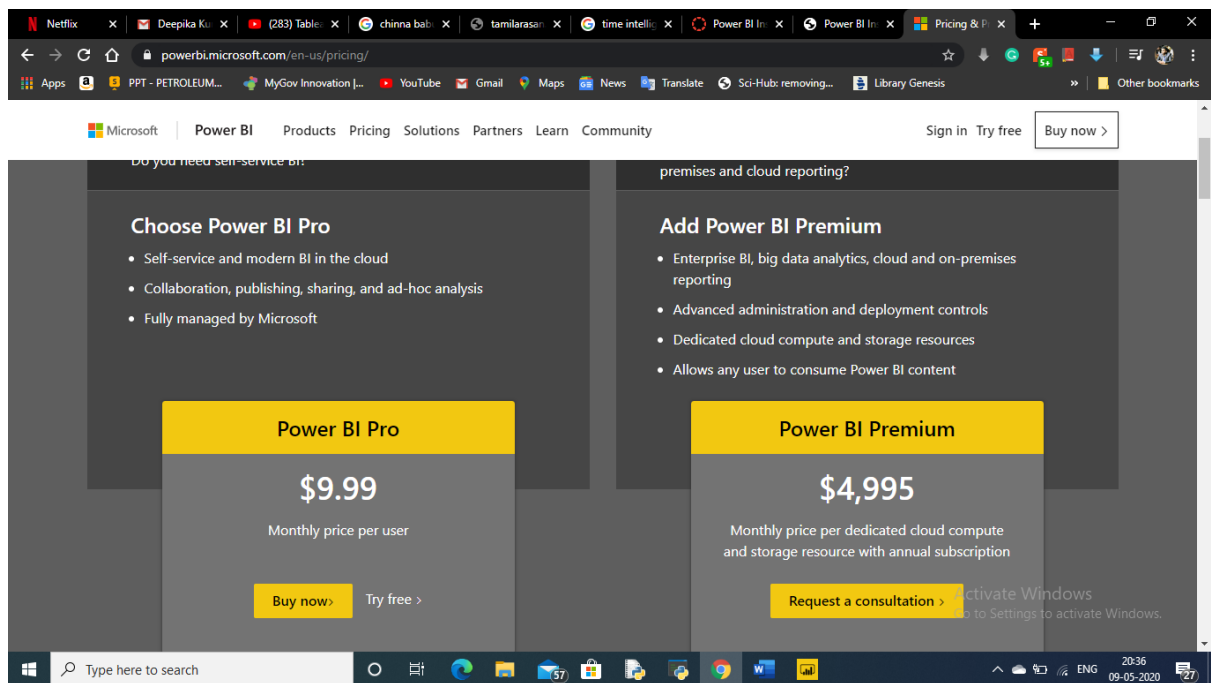 Netflix
Deepika Ku
(283) Tablea
chinna bab
tamilarasan
time intellig
Power BI In
Power BI In
Pricing & P
powerbi.microsoft.com/en-us/pricing/
Apps
PPT - PETROLEUM...
MyGov Innovation |...
YouTube
Gmail
Maps
News
Translate
Sci-Hub: removing...
Library Genesis
»
Other bookmarks
Microsoft
Power BI
Products
Pricing
Solutions
Partners
Learn
Community
Sign in
Try free
Buy now >
Do you need self-service BI?
Choose Power BI Pro
• Self-service and modern BI in the cloud
• Collaboration, publishing, sharing, and ad-hoc analysis
• Fully managed by Microsoft
Power BI Pro
$9.99
Monthly price per user
Buy now>
Try free >
premises and cloud reporting?
Add Power BI Premium
• Enterprise BI, big data analytics, cloud and on-premises
reporting
• Advanced administration and deployment controls
• Dedicated cloud compute and storage resources
• Allows any user to consume Power BI content
Power BI Premium
$4,995
Monthly price per dedicated cloud compute
and storage resource with annual subscription
Request a consultation >
Activate Windows
Go to Settings to activate Windows.
Type here to search
57
ENG
20:36
09-05-2020
27